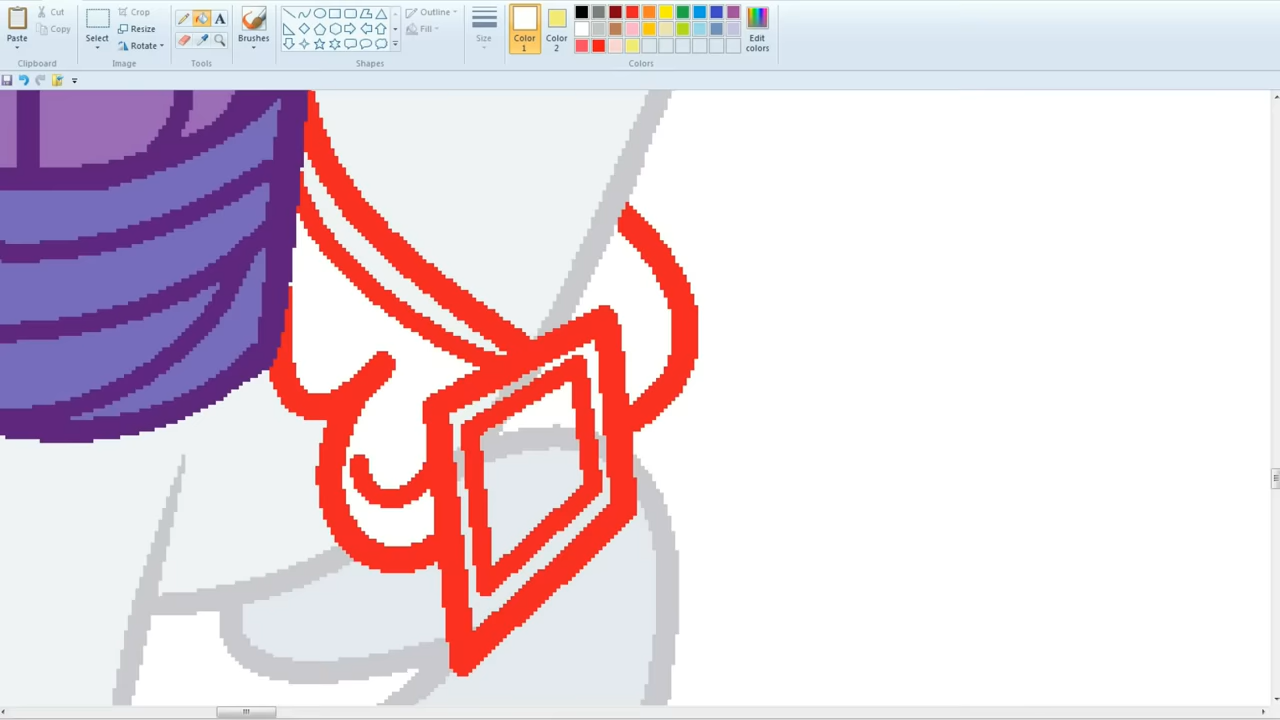 Paste
Cut
Copy
Clipboard
Select
Crop
Resize
Rotate
Image
A
Tools
Brushes
Outline
Fill
Shapes
Size
Color
1
Color
2
Edit
colors
Colors